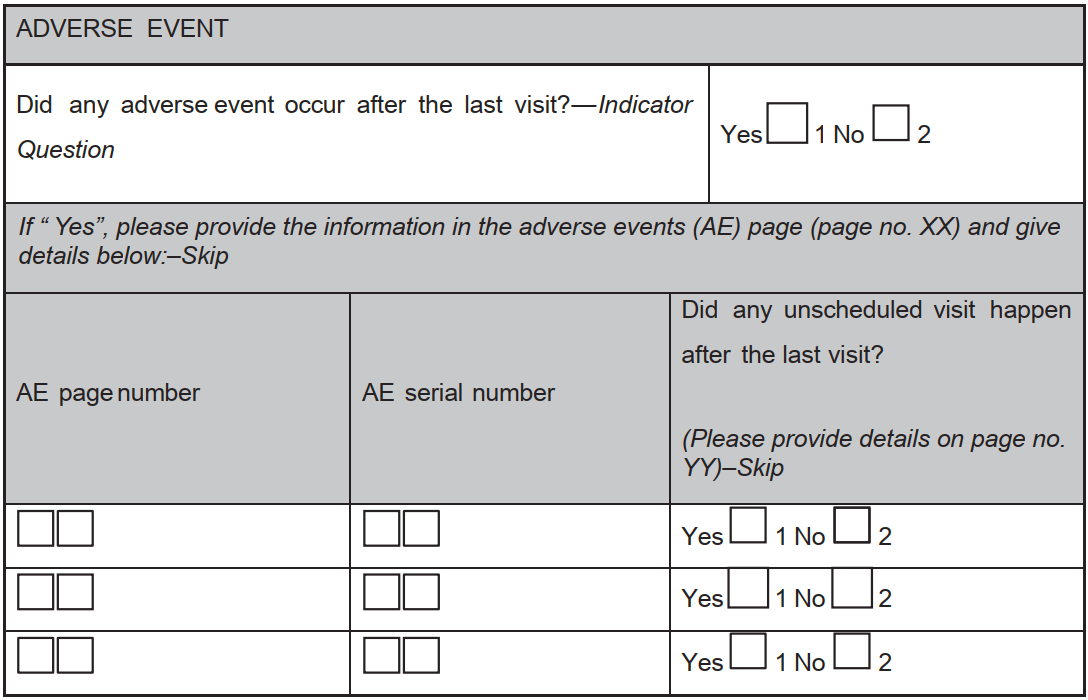 ADVERSE EVENT
Did any adverse event occur after the last visit?—Indicator
Question
Yes 1 No 2
If “ Yes”, please provide the information in the adverse events (AE) page (page no. XX) and give
details below:–Skip
AE page number
AE serial number
Did any unscheduled visit happen
after the last visit?
(Please provide details on page no.
YY)–Skip
Yes 1 No 2
Yes 1 No 2
Yes 1 No 2